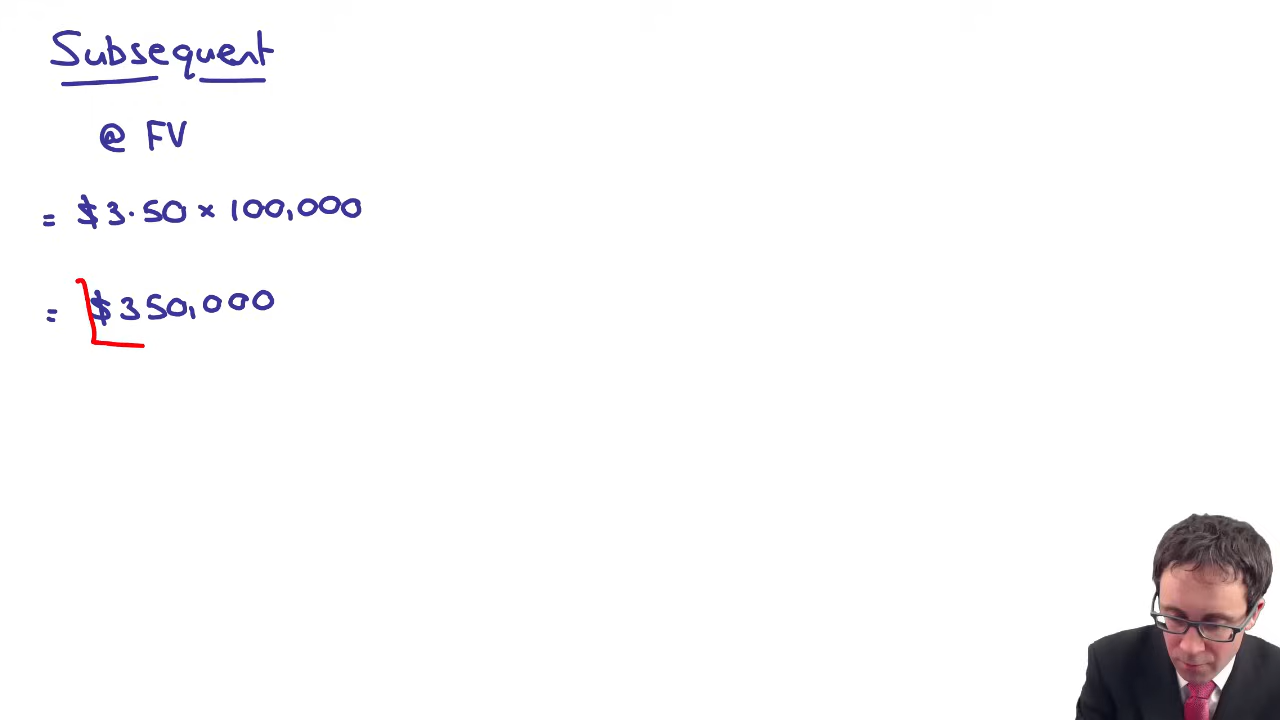 Subsequent
@ FV
= $3.50 × 100,000
= $350,000